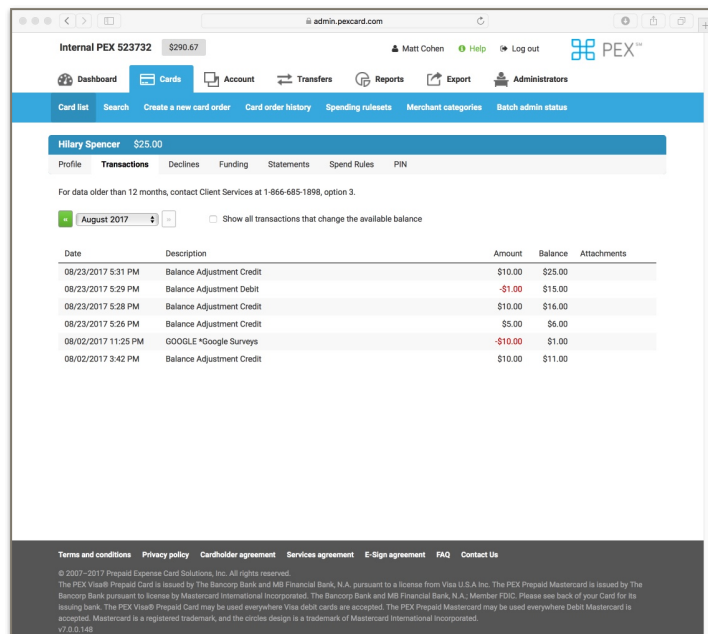 admin.pexcard.com
Internal PEX 523732 $290.67 Matt Cohen Help Log out PEX℠
Dashboard Cards Account Transfers Reports Export Administrators
Card list Search Create a new card order Card order history Spending rulesets Merchant categories Batch admin status
Hilary Spencer $25.00
Profile Transactions Declines Funding Statements Spend Rules PIN
For data older than 12 months, contact Client Services at 1-866-685-1898, option 3.
« August 2017 » Show all transactions that change the available balance
Date Description Amount Balance Attachments
08/23/2017 5:31 PM Balance Adjustment Credit $10.00 $25.00
08/23/2017 5:29 PM Balance Adjustment Debit -$1.00 $15.00
08/23/2017 5:28 PM Balance Adjustment Credit $10.00 $16.00
08/23/2017 5:26 PM Balance Adjustment Credit $5.00 $6.00
08/02/2017 11:25 PM GOOGLE *Google Surveys -$10.00 $1.00
08/02/2017 3:42 PM Balance Adjustment Credit $10.00 $11.00
Terms and conditions Privacy policy Cardholder agreement Services agreement E-Sign agreement FAQ Contact Us
© 2007–2017 Prepaid Expense Card Solutions, Inc. All rights reserved.
The PEX Visa® Prepaid Card is issued by The Bancorp Bank and MB Financial Bank, N.A. pursuant to a license from Visa U.S.A Inc. The PEX Prepaid Mastercard is issued by The
Bancorp Bank pursuant to license by Mastercard International Incorporated. The Bancorp Bank and MB Financial Bank, N.A.; Member FDIC. Please see back of your Card for its
issuing bank. The PEX Visa® Prepaid Card may be used everywhere Visa debit cards are accepted. The PEX Prepaid Mastercard may be used everywhere Debit Mastercard is
accepted. Mastercard is a registered trademark, and the circles design is a trademark of Mastercard International Incorporated.
v7.0.0.148